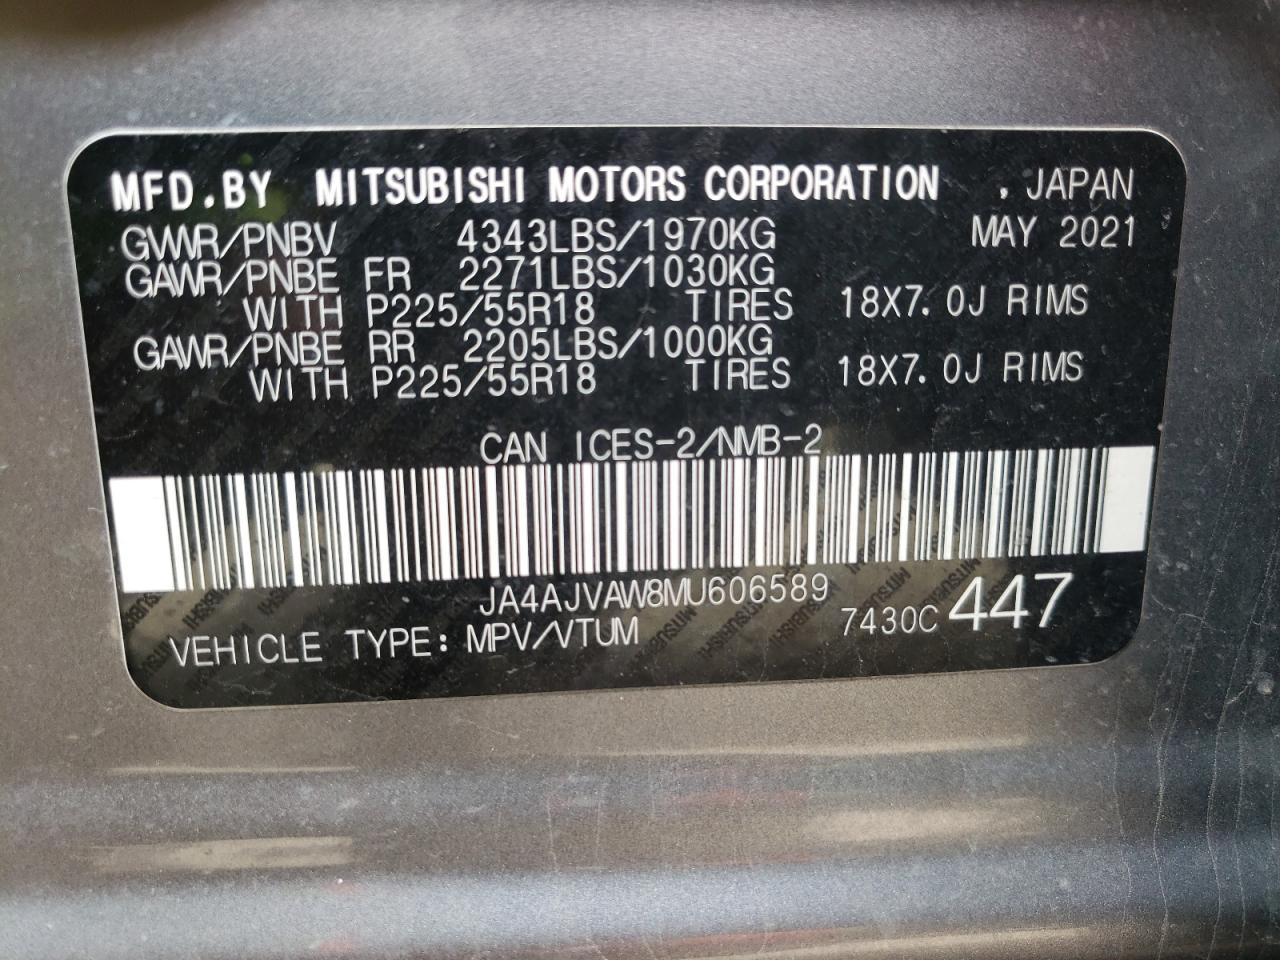 MFD.BY MITSUBISHI MOTORS CORPORATION , JAPAN
GVWR/PNBV 4343LBS/1970KG MAY 2021
GAWR/PNBE FR 2271LBS/1030KG
WITH P225/55R18 TIRES 18X7.0J RIMS
GAWR/PNBE RR 2205LBS/1000KG
WITH P225/55R18 TIRES 18X7.0J RIMS
CAN ICES-2/NMB-2
JA4AJVAW8MU606589
VEHICLE TYPE: MPV/VTUM 7430C 447